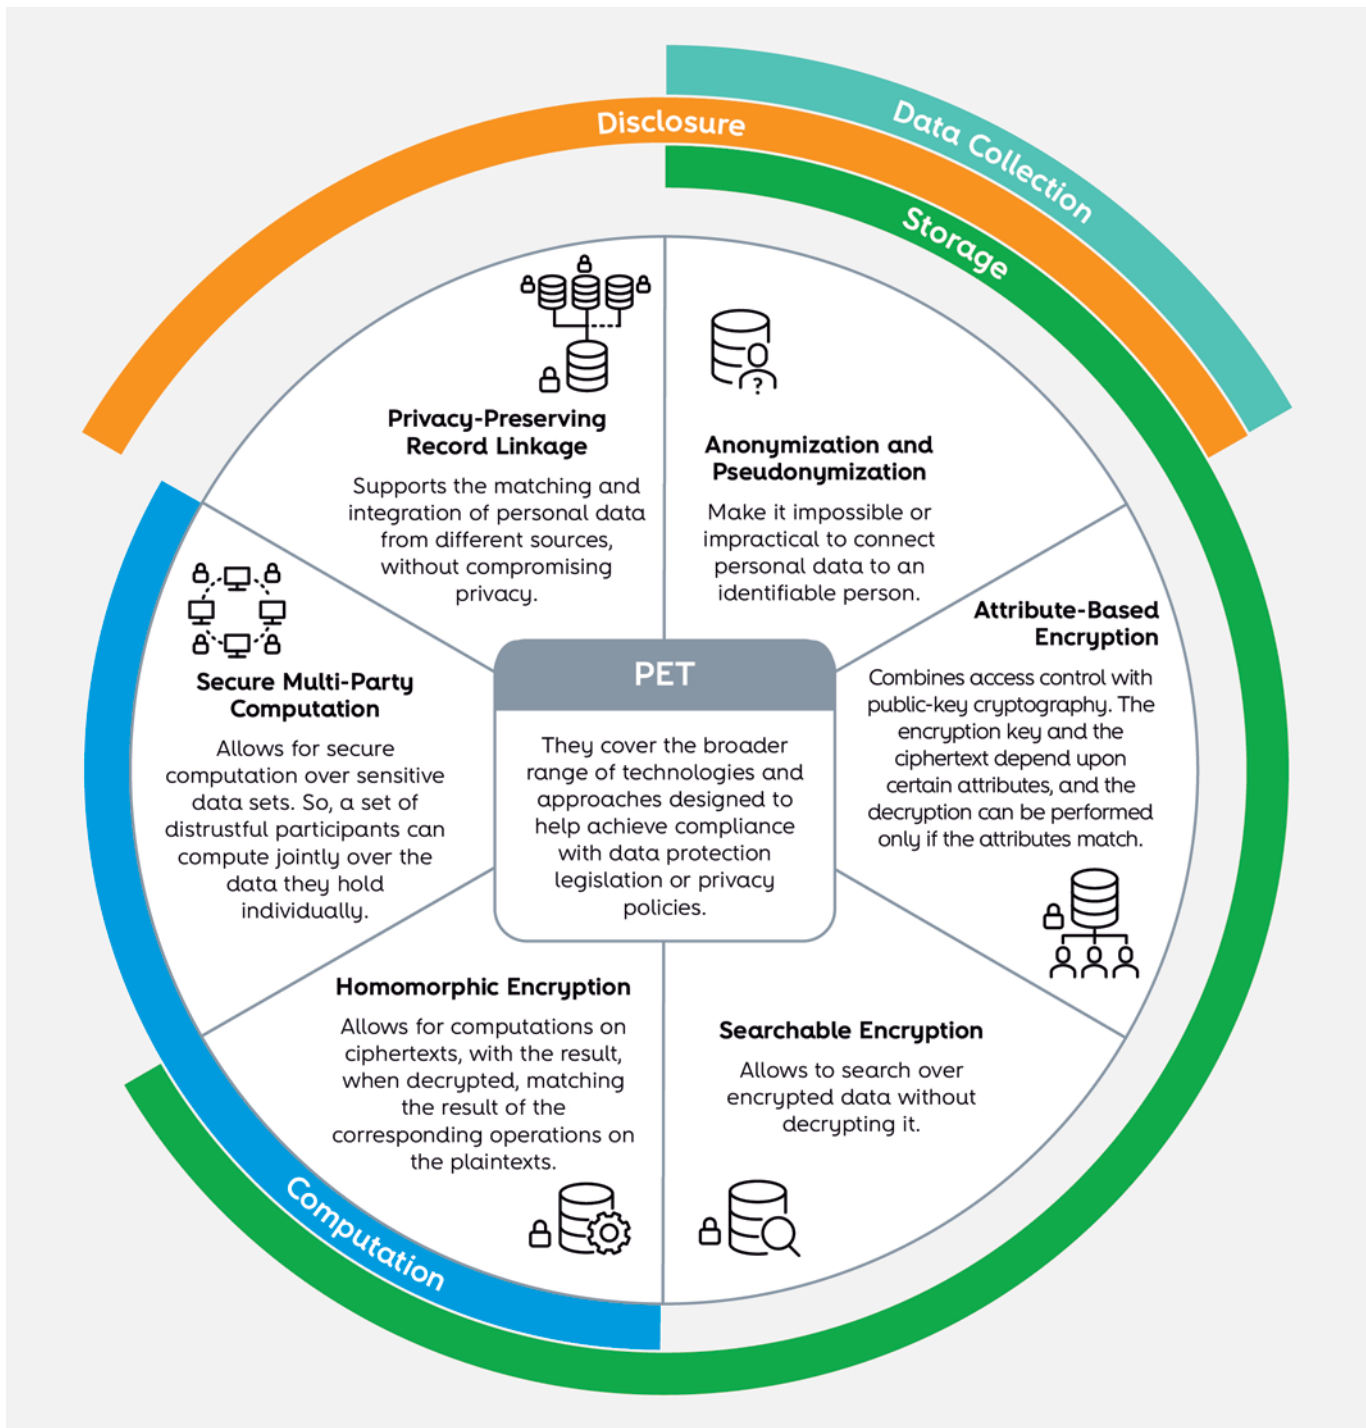 Data Collection
Disclosure
Storage
Privacy-Preserving
Record Linkage
Supports the matching and
integration of personal data
from different sources,
without compromising
privacy.
Anonymization and
Pseudonymization
Make it impossible or
impractical to connect
personal data to an
identifiable person.
Attribute-Based
Encryption
Combines access control with
public-key cryptography. The
encryption key and the
ciphertext depend upon
certain attributes, and the
decryption can be performed
only if the attributes match.
Secure Multi-Party
Computation
Allows for secure
computation over sensitive
data sets. So, a set of
distrustful participants can
compute jointly over the
data they hold
individually.
PET
They cover the broader
range of technologies and
approaches designed to
help achieve compliance
with data protection
legislation or privacy
policies.
Homomorphic Encryption
Allows for computations on
ciphertexts, with the result,
when decrypted, matching
the result of the
corresponding operations on
the plaintexts.
Searchable Encryption
Allows to search over
encrypted data without
decrypting it.
Computation
?